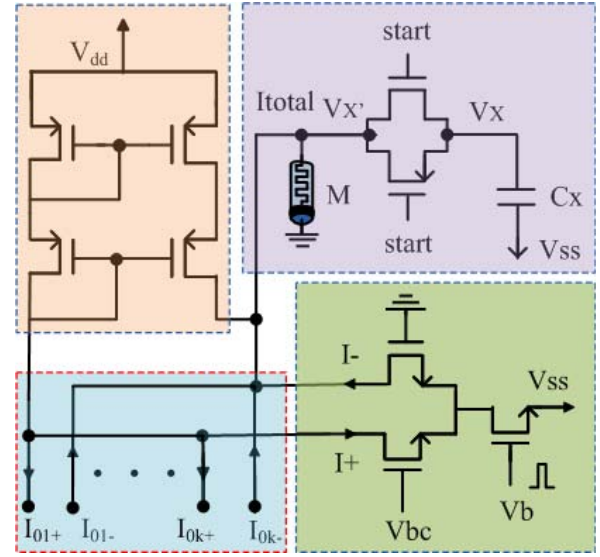 Vdd
start
Itotal
VX'
VX
M
Cx
start
Vss
I-
Vss
I+
Vbc
Vb
I01+
I01-
I0k+
I0k-